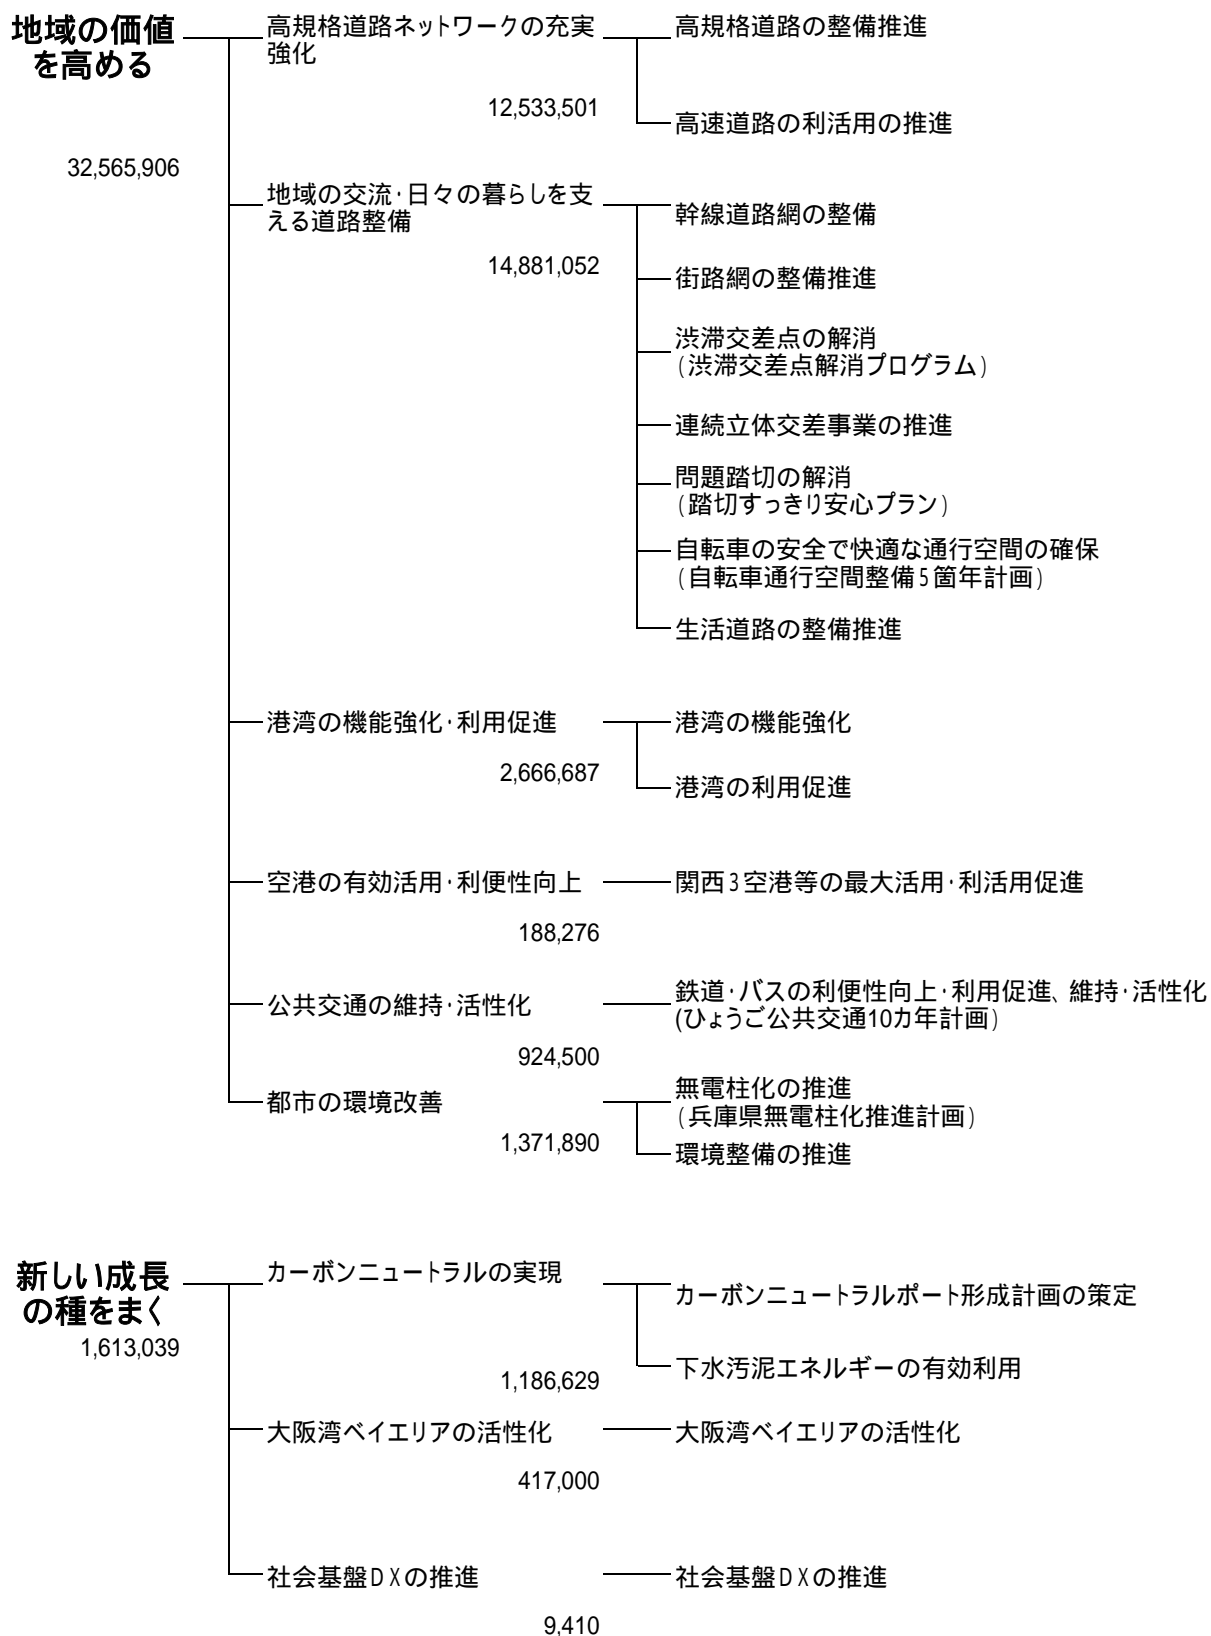 地域の価値
を高める
32,565,906
高規格道路ネットワークの充実
強化
12,533,501
高規格道路の整備推進
高速道路の利活用の推進
地域の交流・日々の暮らしを支
える道路整備
14,881,052
幹線道路網の整備
街路網の整備推進
渋滞交差点の解消
(渋滞交差点解消プログラム)
連続立体交差事業の推進
問題踏切の解消
(踏切すっきり安心プラン)
自転車の安全で快適な通行空間の確保
(自転車通行空間整備5箇年計画)
生活道路の整備推進
港湾の機能強化・利用促進
2,666,687
港湾の機能強化
港湾の利用促進
空港の有効活用・利便性向上
188,276
関西3空港等の最大活用・利活用促進
公共交通の維持・活性化
924,500
鉄道・バスの利便性向上・利用促進、維持・活性化
(ひょうご公共交通10カ年計画)
都市の環境改善
1,371,890
無電柱化の推進
(兵庫県無電柱化推進計画)
環境整備の推進
新しい成長
の種をまく
1,613,039
カーボンニュートラルの実現
1,186,629
カーボンニュートラルポート形成計画の策定
下水汚泥エネルギーの有効利用
大阪湾ベイエリアの活性化
417,000
大阪湾ベイエリアの活性化
社会基盤DXの推進
9,410
社会基盤DXの推進